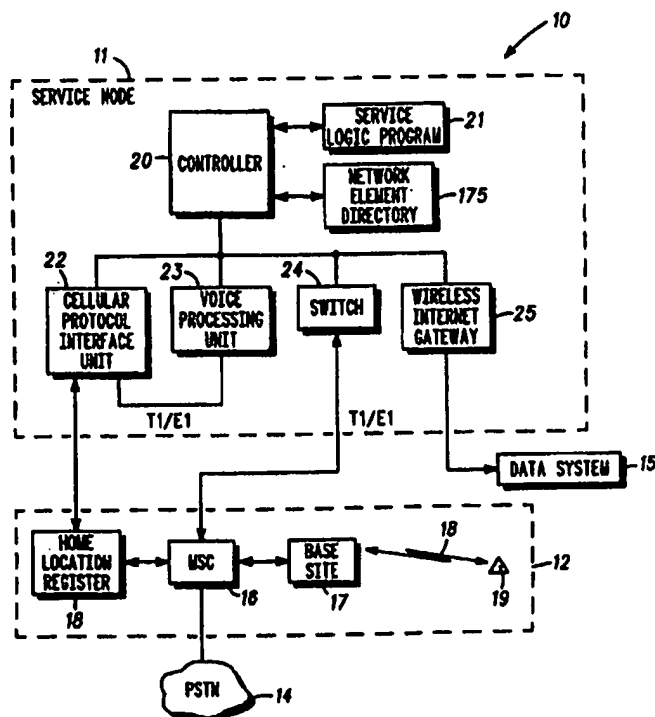 10
11
SERVICE NODE
20
CONTROLLER
SERVICE
LOGIC PROGRAM
21
NETWORK
ELEMENT
DIRECTORY
175
22
CELLULAR
PROTOCOL
INTERFACE
UNIT
23
VOICE
PROCESSING
UNIT
24
SWITCH
WIRELESS
INTERNET
GATEWAY
25
T1/E1
T1/E1
DATA SYSTEM
15
HOME
LOCATION
REGISTER
18
MSC
16
BASE
SITE
17
18
19
12
PSTN
14